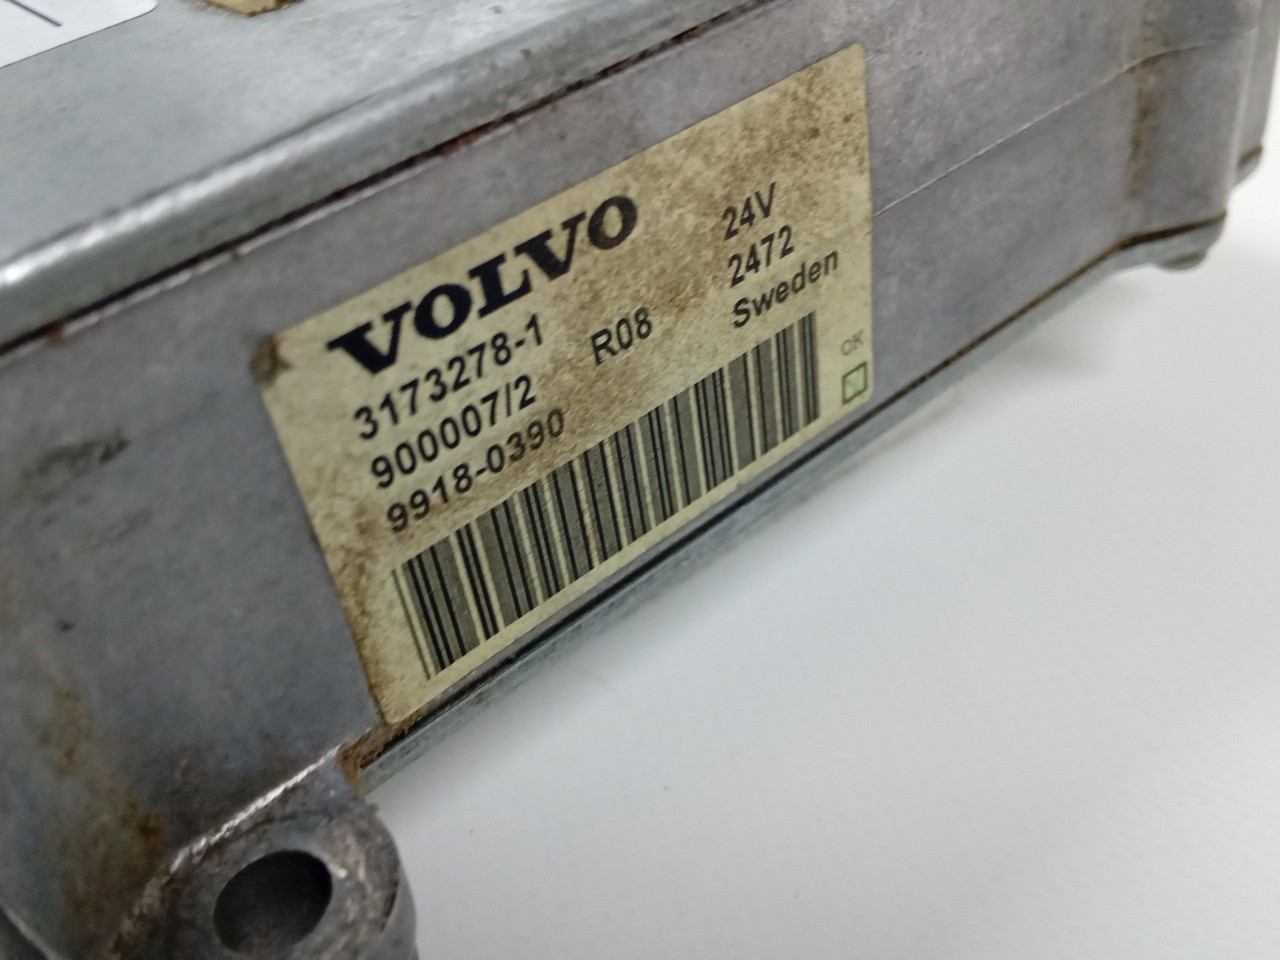 VOLVO 24V
3173278-1 R08 2472
900007/2 Sweden
9918-0390
OK